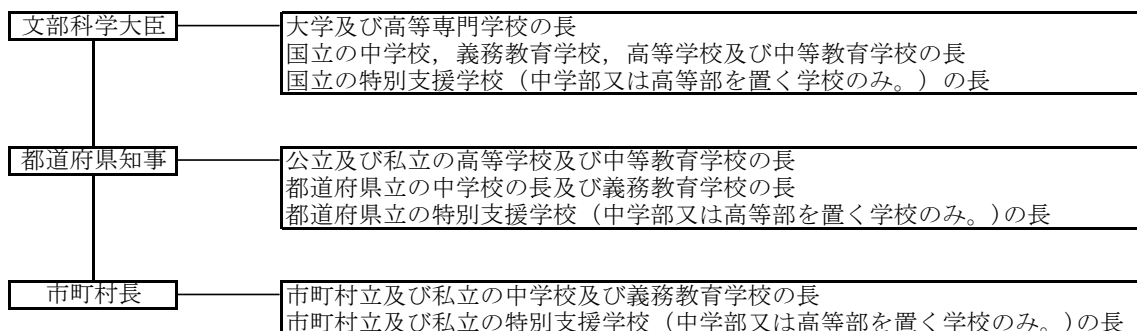 文部科学大臣
大学及び高等専門学校の長
国立の中学校，義務教育学校，高等学校及び中等教育学校の長
国立の特別支援学校（中学部又は高等部を置く学校のみ。）の長
都道府県知事
公立及び私立の高等学校及び中等教育学校の長
都道府県立の中学校の長及び義務教育学校の長
都道府県立の特別支援学校（中学部又は高等部を置く学校のみ。)の長
市町村長
市町村立及び私立の中学校及び義務教育学校の長
市町村立及び私立の特別支援学校（中学部又は高等部を置く学校のみ。)の長